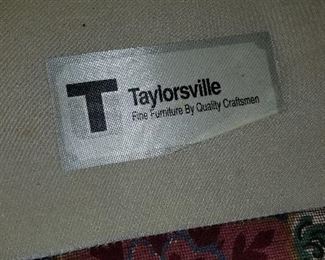 T Taylorsville
Fine Furniture By Quality Craftsmen